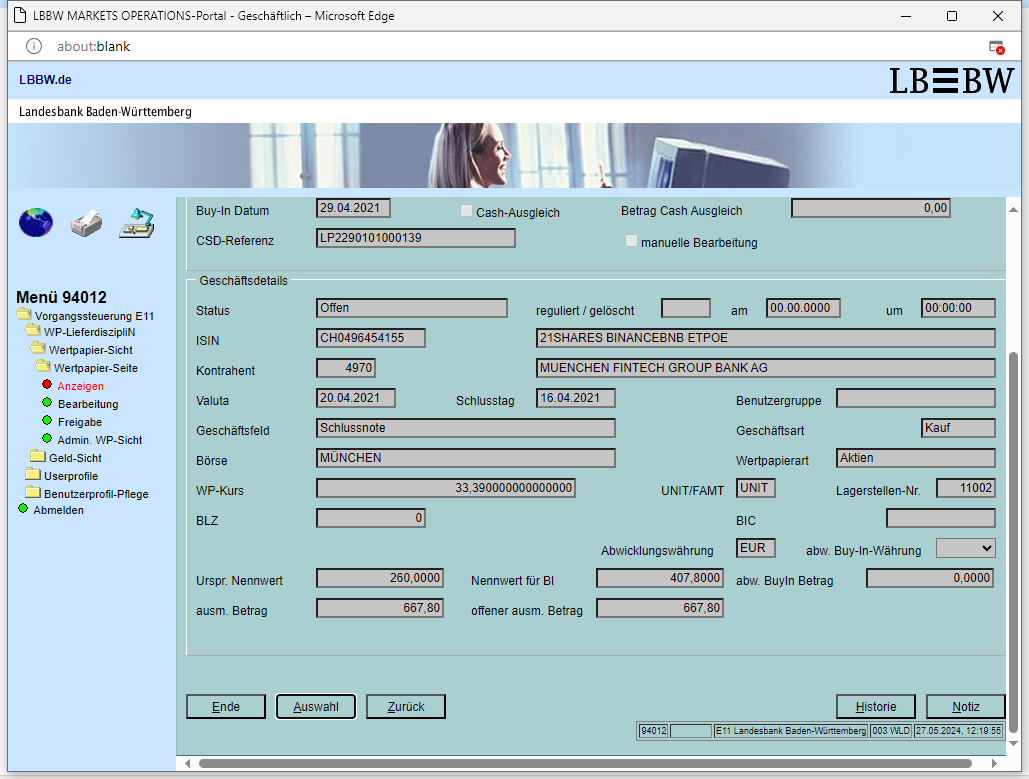 LBBW MARKETS OPERATIONS-Portal - Geschäftlich – Microsoft Edge
about:blank
LBBW.de
LBBW
Landesbank Baden-Württemberg
Menü 94012
Vorgangssteuerung E11
WP-LieferdiszipliN
Wertpapier-Sicht
Wertpapier-Seite
Anzeigen
Bearbeitung
Freigabe
Admin. WP-Sicht
Geld-Sicht
Userprofile
Benutzerprofil-Pflege
Abmelden
Buy-In Datum 29.04.2021 Cash-Ausgleich Betrag Cash Ausgleich 0,00
CSD-Referenz LP2290101000139 manuelle Bearbeitung
Geschäftsdetails
Status Offen reguliert / gelöscht am 00.00.0000 um 00:00:00
ISIN CH0496454155 21SHARES BINANCEBNB ETPOE
Kontrahent 4970 MUENCHEN FINTECH GROUP BANK AG
Valuta 20.04.2021 Schlusstag 16.04.2021 Benutzergruppe
Geschäftsfeld Schlussnote Geschäftsart Kauf
Börse MÜNCHEN Wertpapierart Aktien
WP-Kurs 33,390000000000000 UNIT/FAMT UNIT Lagerstellen-Nr. 11002
BLZ 0 BIC
Abwicklungswährung EUR abw. Buy-In-Währung
Urspr. Nennwert 260,0000 Nennwert für BI 407,8000 abw. BuyIn Betrag 0,0000
ausm. Betrag 667,80 offener ausm. Betrag 667,80
Ende Auswahl Zurück Historie Notiz
94012 E11 Landesbank Baden-Württemberg 003 WLD 27.05.2024, 12:19:55